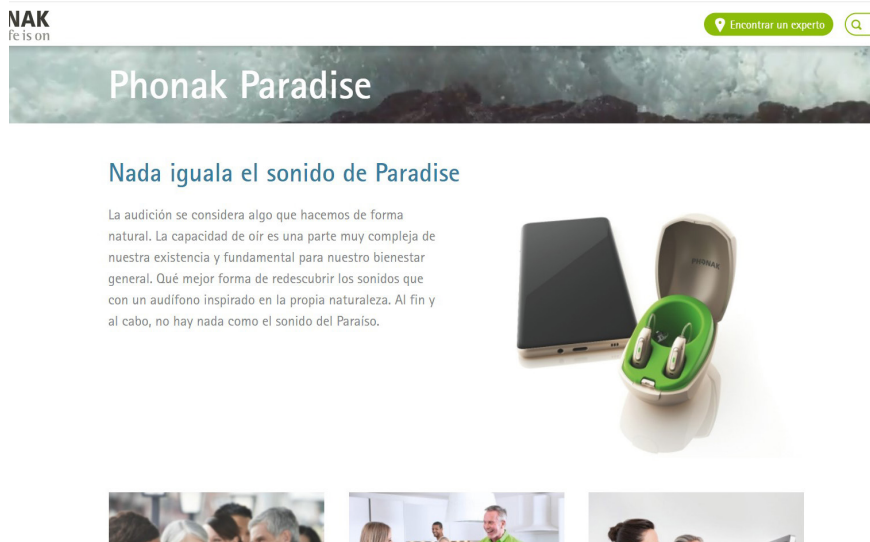 NAK
fe is on
Encontrar un experto
Phonak Paradise
Nada iguala el sonido de Paradise
La audición se considera algo que hacemos de forma
natural. La capacidad de oír es una parte muy compleja de
nuestra existencia y fundamental para nuestro bienestar
general. Qué mejor forma de redescubrir los sonidos que
con un audífono inspirado en la propia naturaleza. Al fin y
al cabo, no hay nada como el sonido del Paraíso.
PHONAK